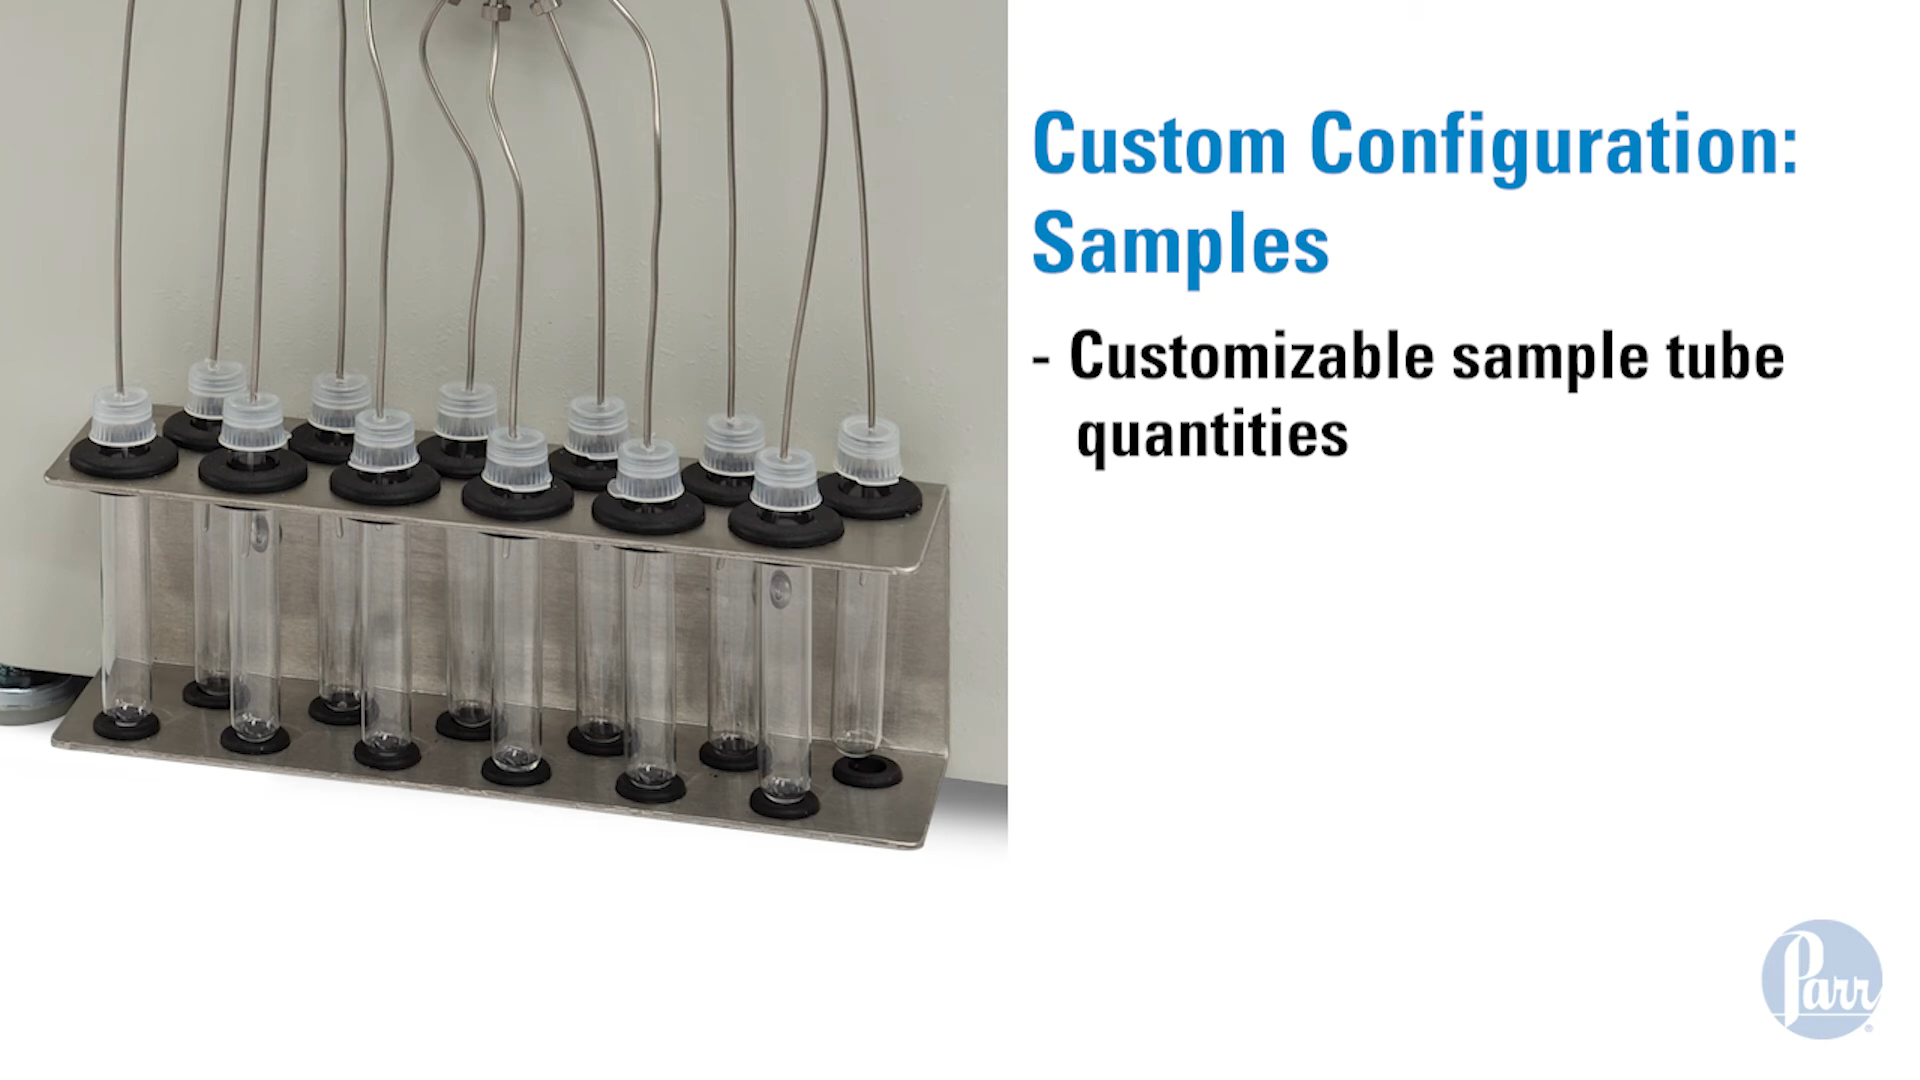 Custom Configuration:
Samples
- Customizable sample tube
quantities
Parr
®